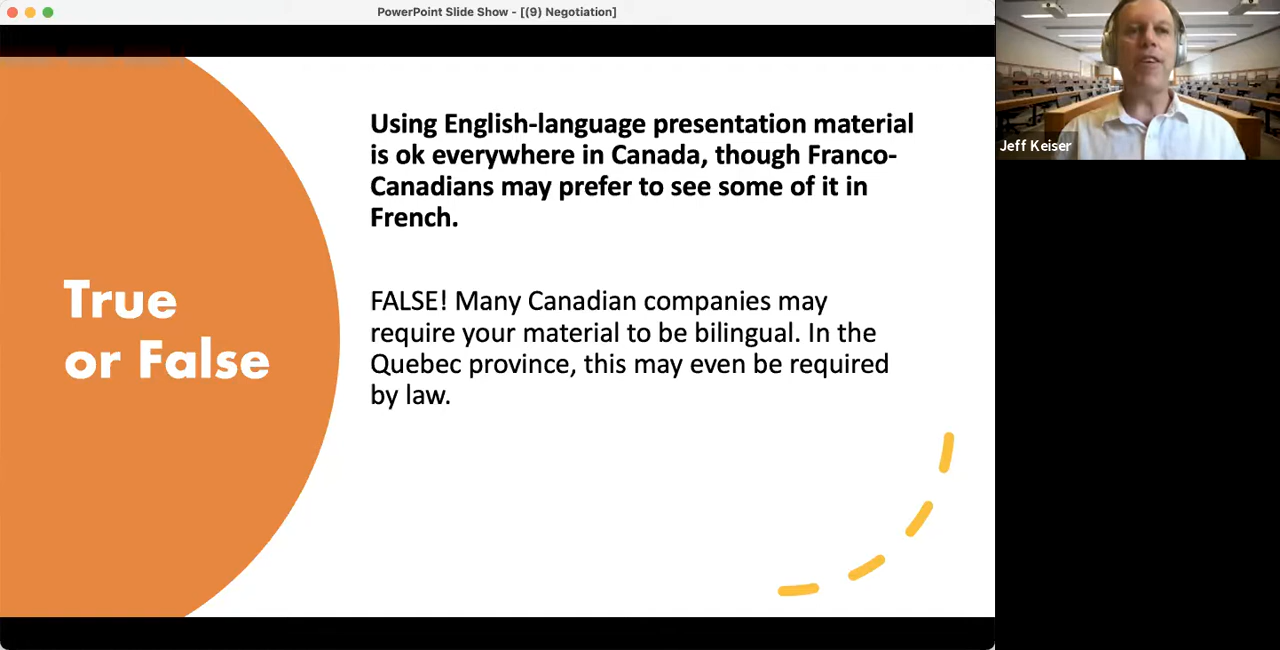 PowerPoint Slide Show - [(9) Negotiation]
Using English-language presentation material
is ok everywhere in Canada, though Franco-
Canadians may prefer to see some of it in
French.
True
or False
FALSE! Many Canadian companies may
require your material to be bilingual. In the
Quebec province, this may even be required
by law.
Jeff Keiser